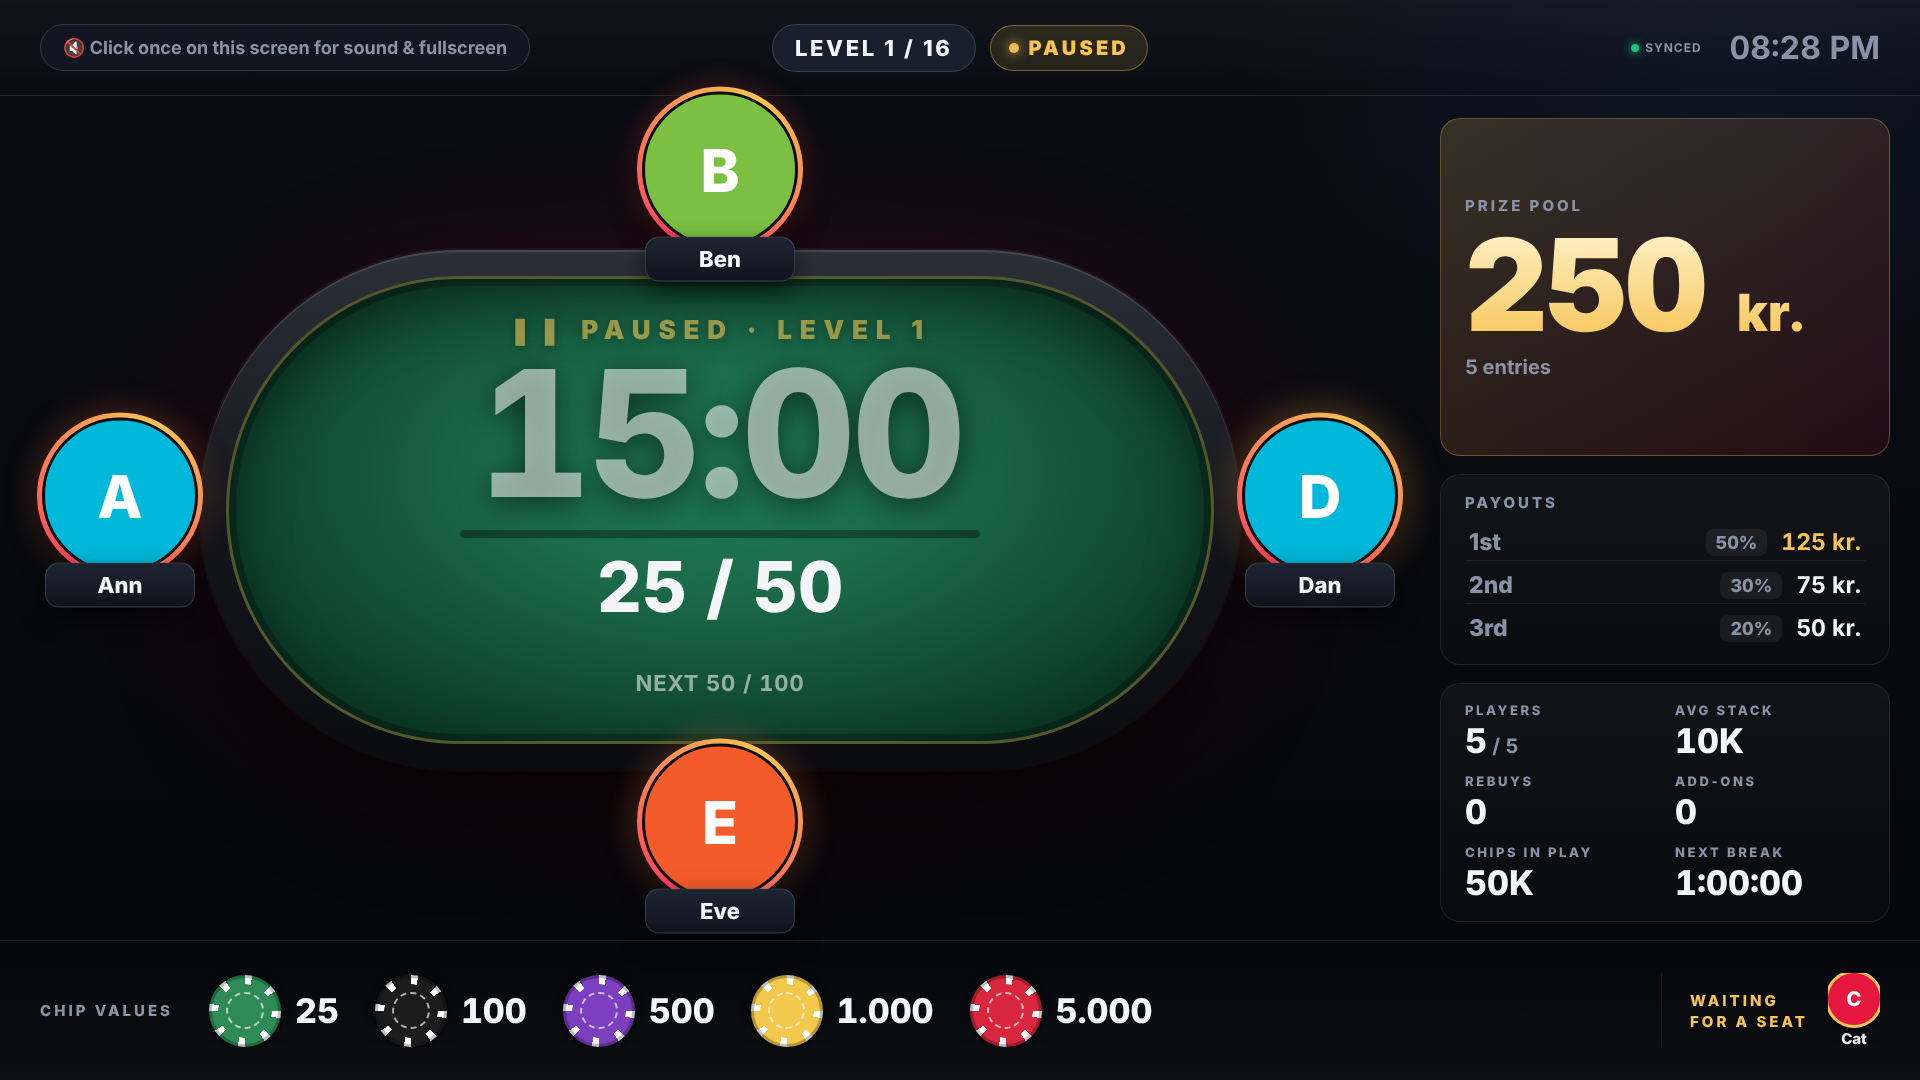 Click once on this screen for sound & fullscreen
LEVEL 1 / 16
PAUSED
SYNCED
08:28 PM
B
Ben
PAUSED · LEVEL 1
15:00
25 / 50
NEXT 50 / 100
A
Ann
D
Dan
E
Eve
PRIZE POOL
250 kr.
5 entries
PAYOUTS
1st 50% 125 kr.
2nd 30% 75 kr.
3rd 20% 50 kr.
PLAYERS
5 / 5
AVG STACK
10K
REBUYS
0
ADD-ONS
0
CHIPS IN PLAY
50K
NEXT BREAK
1:00:00
CHIP VALUES
25
100
500
1.000
5.000
WAITING
FOR A SEAT
C
Cat